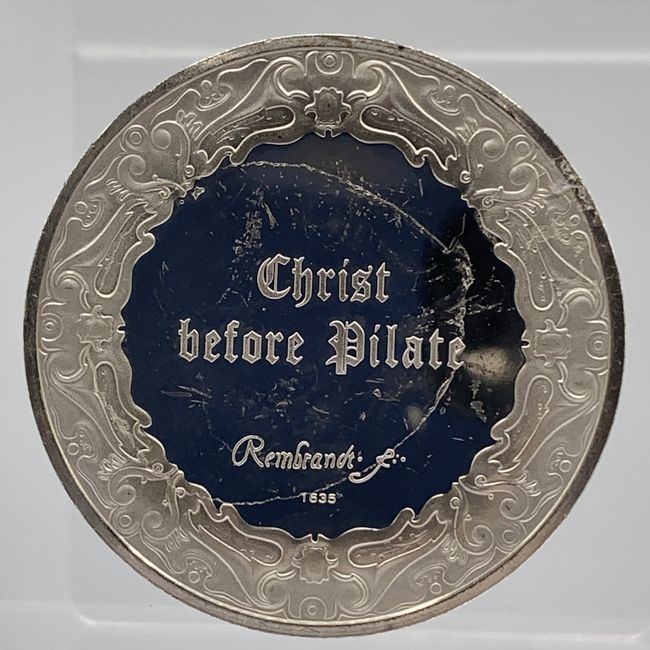 Christ
before Pilate
Rembrandt. f..
1635